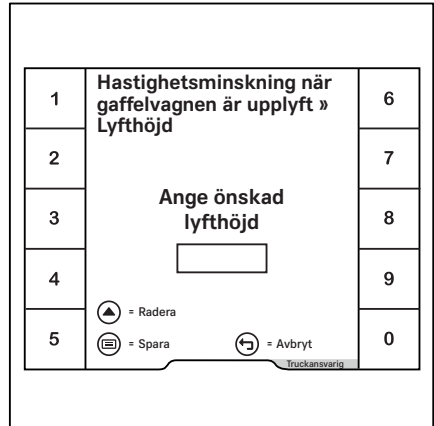 Hastighetsminskning när
gaffelvagnen är upplyft »
Lyfthöjd
1
2
3
4
5
6
7
8
9
0
Ange önskad
lyfthöjd
= Radera
= Spara
= Avbryt
Truckansvarig